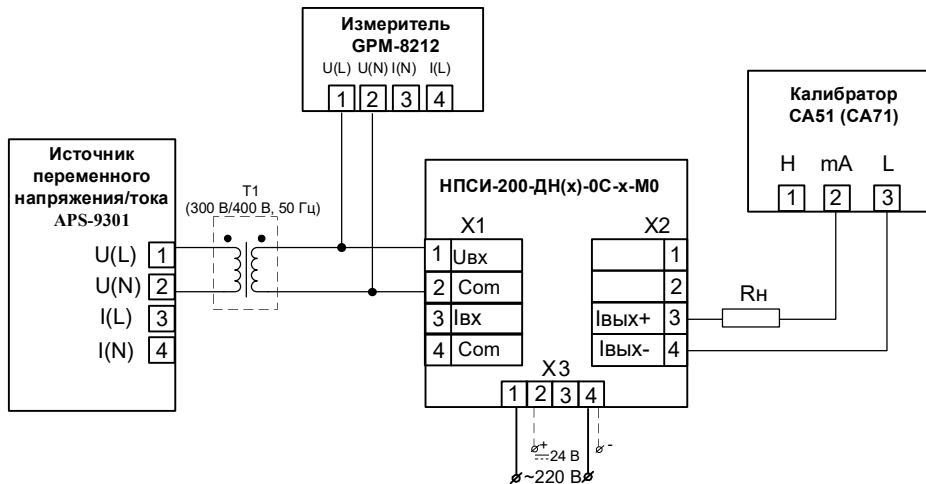 Измеритель
GPM-8212
U(L) U(N) I(N) I(L)
1 2 3 4
Калибратор
CA51 (CA71)
H mA L
1 2 3
Источник
переменного
напряжения/тока
APS-9301
U(L) 1
U(N) 2
I(L) 3
I(N) 4
T1
(300 В/400 В, 50 Гц)
НПСИ-200-ДН(х)-0С-х-М0
X1
1 Uвх
2 Com
3 Iвх
4 Com
X2
1
2
Iвых+ 3
Iвых- 4
Rн
X3
1 2 3 4
+ -
24 В
~220 В